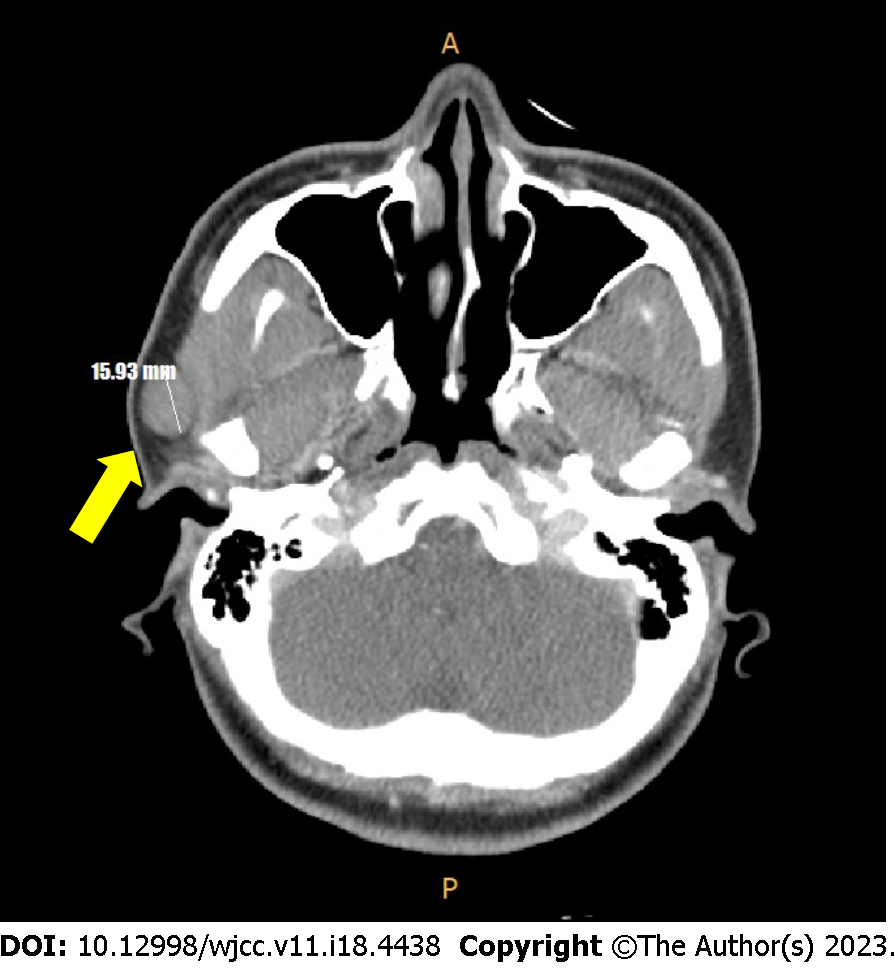 A
15.93 mm
P
DOI: 10.12998/wjcc.v11.i18.4438 Copyright ©The Author(s) 2023.